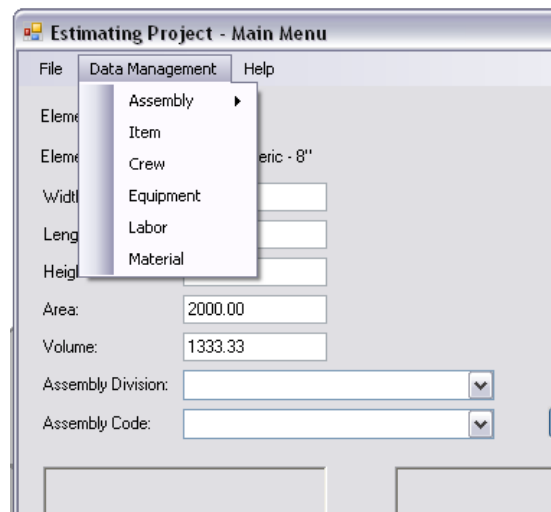 Estimating Project - Main Menu
File Data Management Help
Assembly
Item
Crew
Equipment
Labor
Material
eric - 8''
Area: 2000.00
Volume: 1333.33
Assembly Division:
Assembly Code: